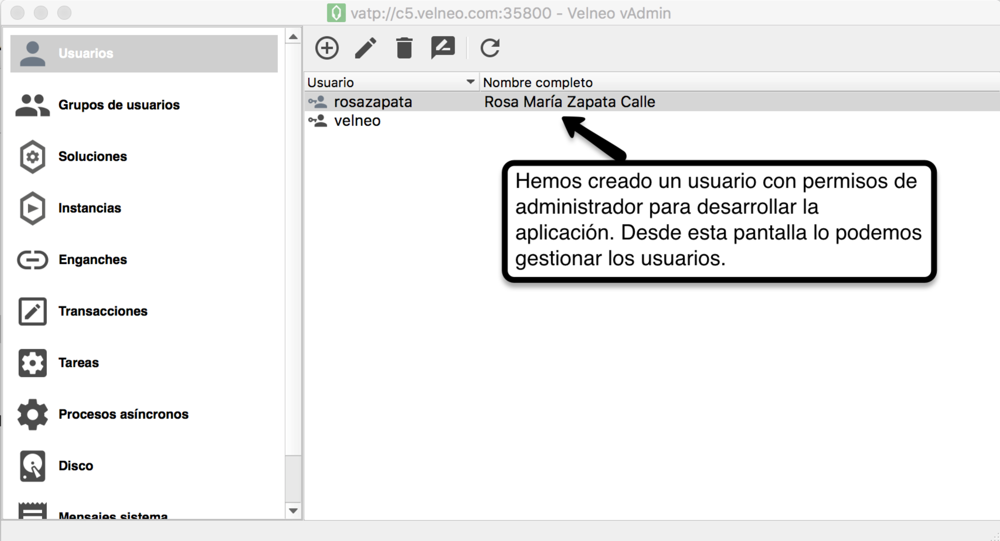 vatp://c5.velneo.com:35800 - Velneo vAdmin
Usuarios
Grupos de usuarios
Soluciones
Instancias
Enganches
Transacciones
Tareas
Procesos asíncronos
Disco
Mensajes sistema
Usuario
Nombre completo
rosazapata
Rosa María Zapata Calle
velneo
Hemos creado un usuario con permisos de
administrador para desarrollar la
aplicación. Desde esta pantalla lo podemos
gestionar los usuarios.